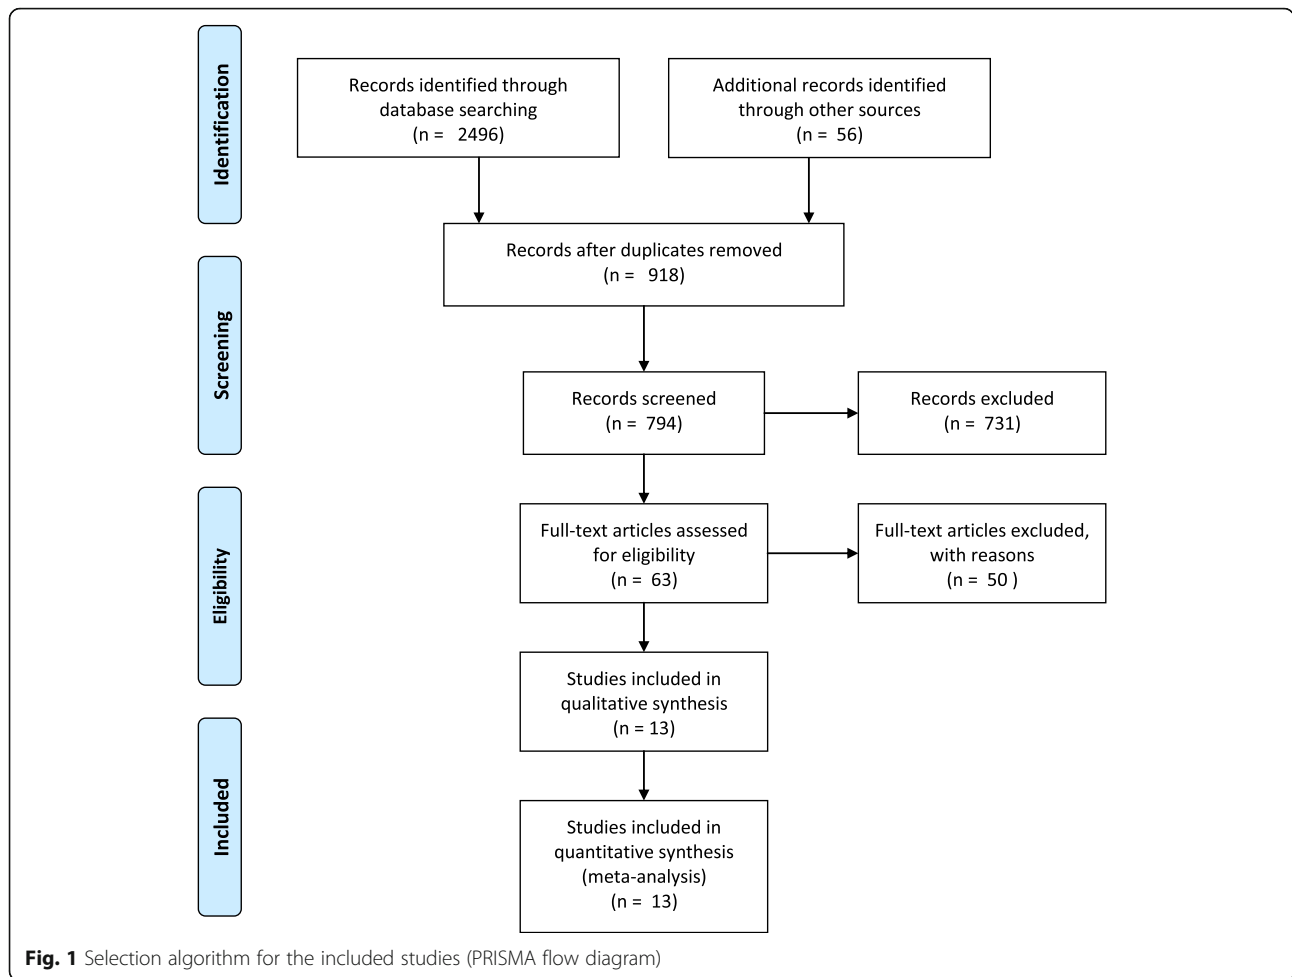 Identification
Records identified through
database searching
(n = 2496)
Additional records identified
through other sources
(n = 56)
Records after duplicates removed
(n = 918)
Screening
Records screened
(n = 794)
Records excluded
(n = 731)
Eligibility
Full-text articles assessed
for eligibility
(n = 63)
Full-text articles excluded,
with reasons
(n = 50 )
Studies included in
qualitative synthesis
(n = 13)
Included
Studies included in
quantitative synthesis
(meta-analysis)
(n = 13)
Fig. 1 Selection algorithm for the included studies (PRISMA flow diagram)